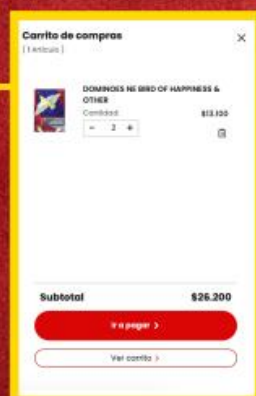 Carrito de compras
[1 Artículo]
DOMINOES NE BIRD OF HAPPINESS &
OTHER
Cantidad:
$13.100
- 2 +
Subtotal
$26.200
Ir a pagar >
Ver carrito >